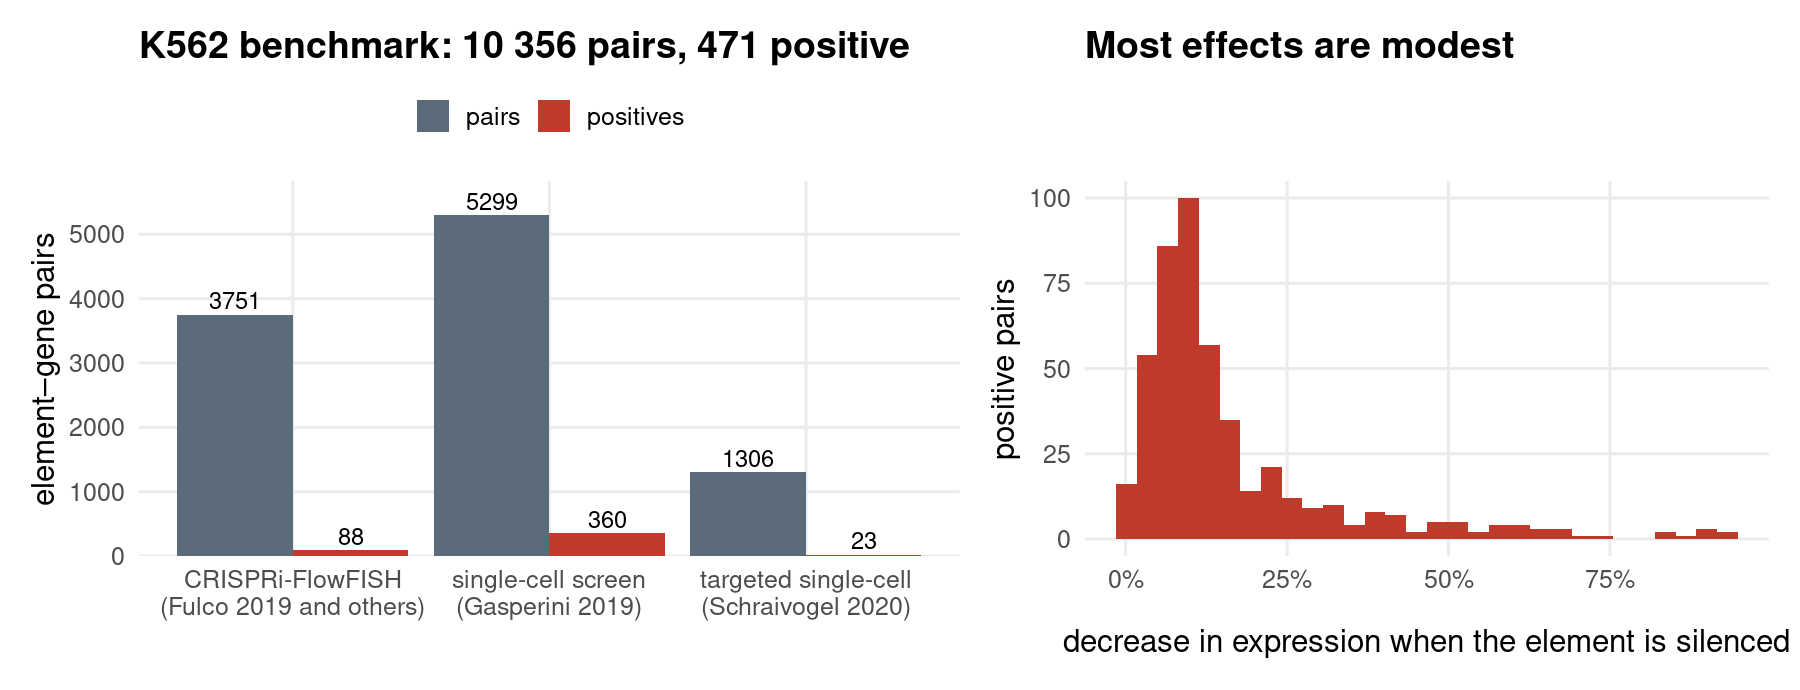 K562 benchmark: 10 356 pairs, 471 positive
pairs
positives
element–gene pairs
5000
4000
3000
2000
1000
0
3751
88
5299
360
1306
23
CRISPRi-FlowFISH
(Fulco 2019 and others)
single-cell screen
(Gasperini 2019)
targeted single-cell
(Schraivogel 2020)
Most effects are modest
positive pairs
100
75
50
25
0
0%
25%
50%
75%
decrease in expression when the element is silenced